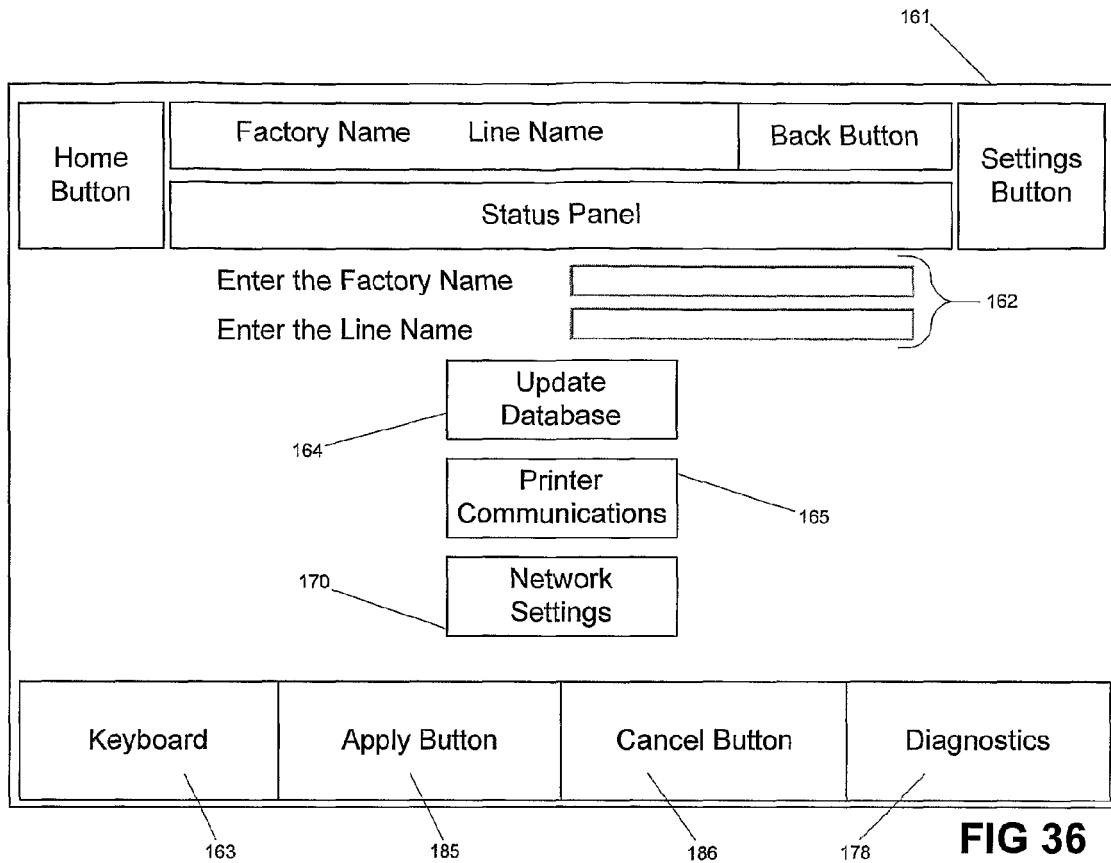 161
Home
Button
Factory Name Line Name
Back Button
Settings
Button
Status Panel
Enter the Factory Name
Enter the Line Name
162
Update
Database
164
Printer
Communications
165
170
Network
Settings
Keyboard
Apply Button
Cancel Button
Diagnostics
163
185
186
178
FIG 36